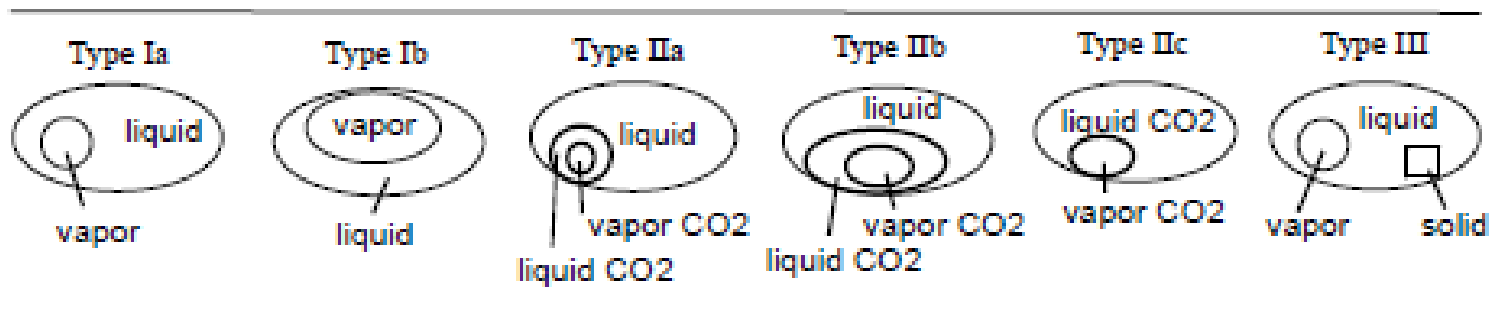 Type Ia
Type Ib
Type IIa
Type IIb
Type IIc
Type III
liquid
vapor
vapor
liquid
liquid
vapor CO2
liquid CO2
liquid
vapor CO2
liquid CO2
liquid CO2
vapor CO2
liquid
vapor
solid